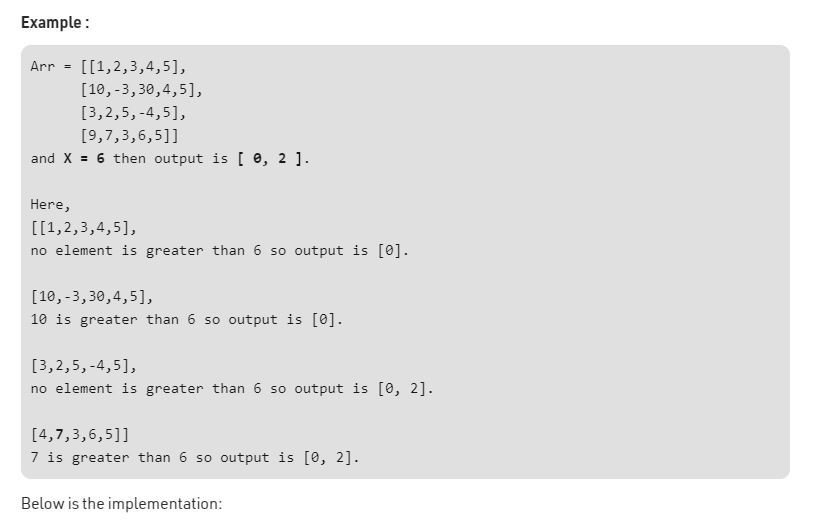 Example :
Arr = [[1,2,3,4,5],
[10,-3,30,4,5],
[3,2,5,-4,5],
[9,7,3,6,5]]
and X = 6 then output is [ 0, 2 ].
Here,
[[1,2,3,4,5],
no element is greater than 6 so output is [0].
[10,-3,30,4,5],
10 is greater than 6 so output is [0].
[3,2,5,-4,5],
no element is greater than 6 so output is [0, 2].
[4,7,3,6,5]]
7 is greater than 6 so output is [0, 2].
Below is the implementation: